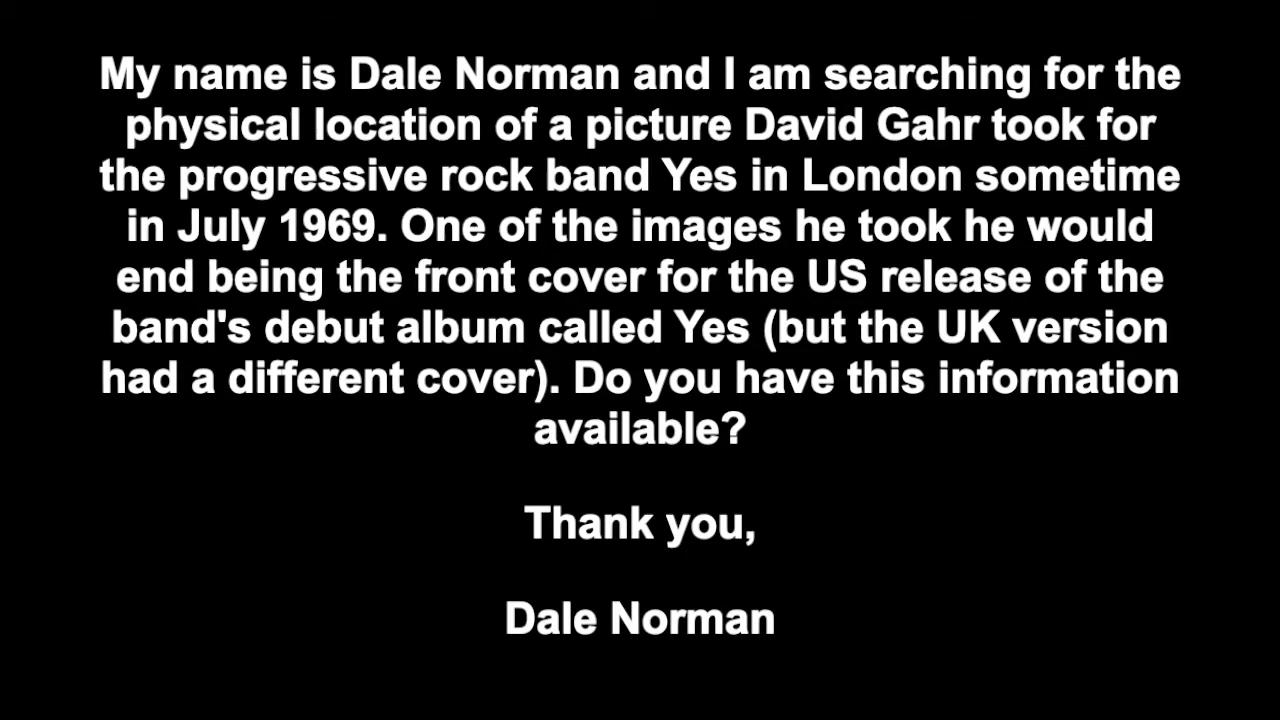 My name is Dale Norman and I am searching for the
physical location of a picture David Gahr took for
the progressive rock band Yes in London sometime
in July 1969. One of the images he took he would
end being the front cover for the US release of the
band's debut album called Yes (but the UK version
had a different cover). Do you have this information
available?
Thank you,
Dale Norman